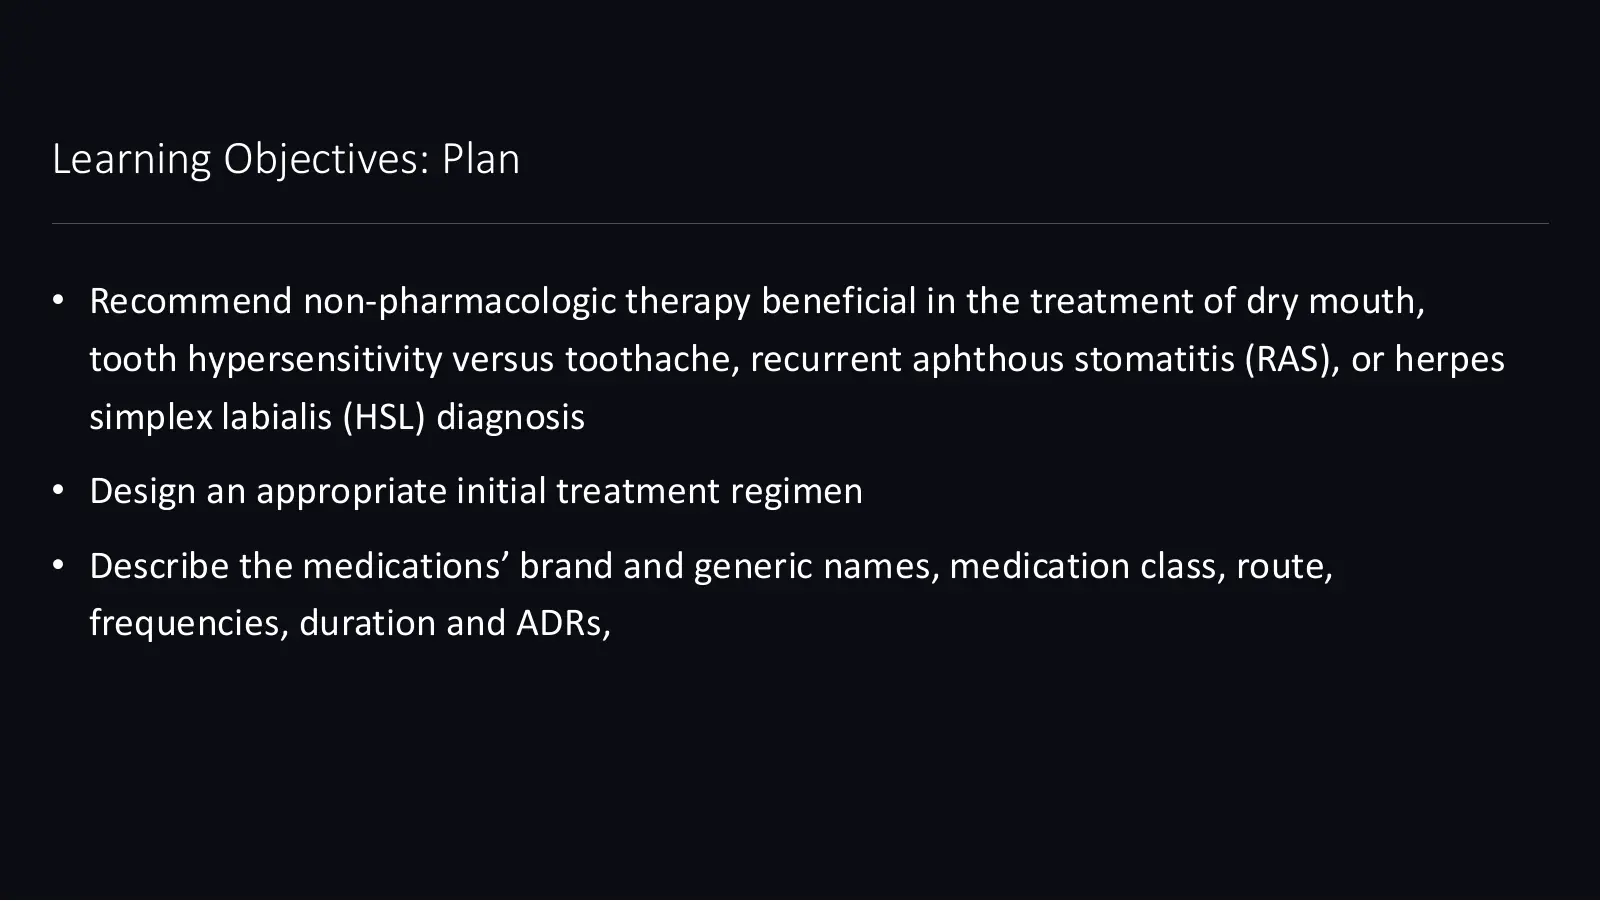 Learning Objectives: Plan
• Recommend non-pharmacologic therapy beneficial in the treatment of dry mouth,
tooth hypersensitivity versus toothache, recurrent aphthous stomatitis (RAS), or herpes
simplex labialis (HSL) diagnosis
• Design an appropriate initial treatment regimen
• Describe the medications’ brand and generic names, medication class, route,
frequencies, duration and ADRs,